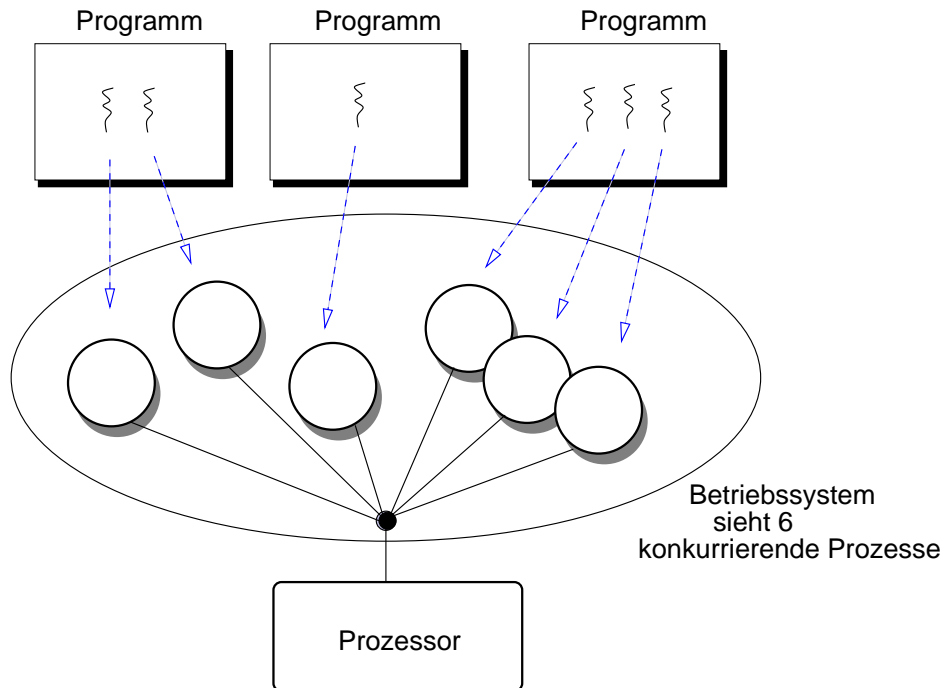 Programm
Programm
Programm
Betriebssystem
sieht 6
konkurrierende Prozesse
Prozessor